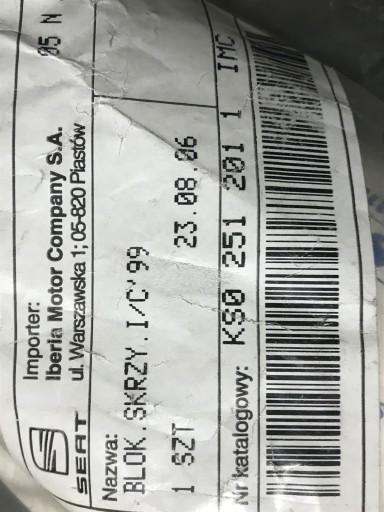 SEAT
Importer:
Iberia Motor Company S.A.
ul. Warszawska 1; 05-820 Piastów
05 N
Nazwa:
BLOK.SKRZY.I/C'99
1 SZT 23.08.06
Nr katalogowy: KS0 251 201 1 IMC